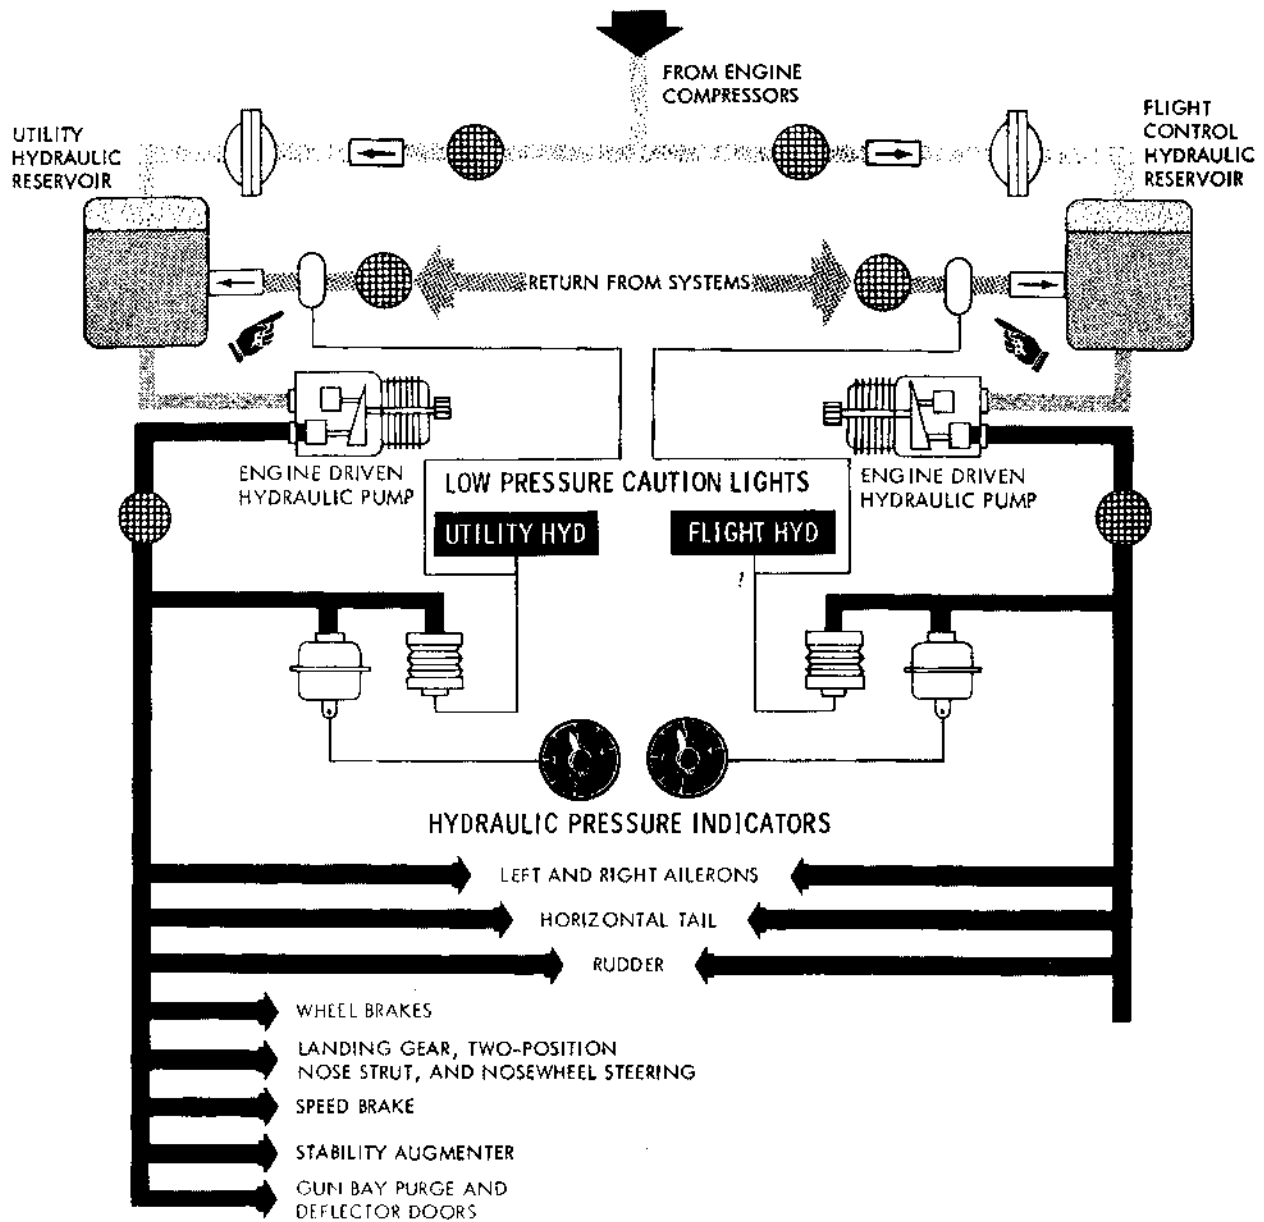 FROM ENGINE
COMPRESSORS
UTILITY
HYDRAULIC
RESERVOIR
FLIGHT
CONTROL
HYDRAULIC
RESERVOIR
RETURN FROM SYSTEMS
ENGINE DRIVEN
HYDRAULIC PUMP
LOW PRESSURE CAUTION LIGHTS
ENGINE DRIVEN
HYDRAULIC PUMP
UTILITY HYD
FLIGHT HYD
HYDRAULIC PRESSURE INDICATORS
LEFT AND RIGHT AILERONS
HORIZONTAL TAIL
RUDDER
WHEEL BRAKES
LANDING GEAR, TWO-POSITION
NOSE STRUT, AND NOSEWHEEL STEERING
SPEED BRAKE
STABILITY AUGMENTER
GUN BAY PURGE AND
DEFLECTOR DOORS